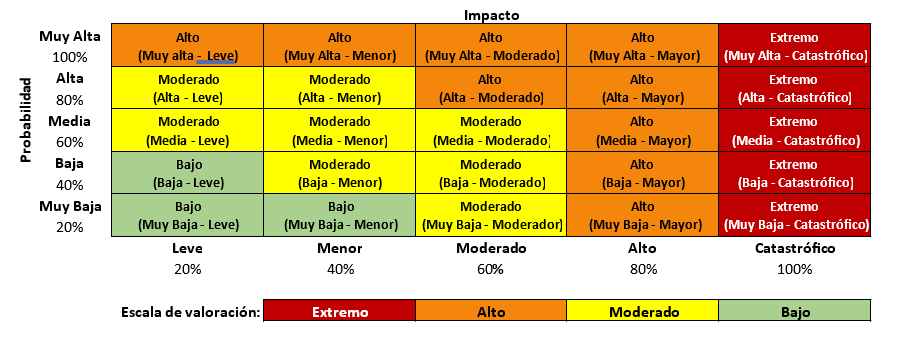 Impacto
Muy Alta
100%
Alto
(Muy alta - Leve)
Alto
(Muy Alta - Menor)
Alto
(Muy Alta - Moderado)
Alto
(Muy Alta - Mayor)
Extremo
(Muy Alta - Catastrófico)
Probabilidad
Alta
80%
Moderado
(Alta - Leve)
Moderado
(Alta - Menor)
Alto
(Alta - Moderado)
Alto
(Alta - Mayor)
Extremo
(Alta - Catastrófico)
Media
60%
Moderado
(Media - Leve)
Moderado
(Media - Menor)
Moderado
(Media - Moderado)
Alto
(Media - Mayor)
Extremo
(Media - Catastrófico)
Baja
40%
Bajo
(Baja - Leve)
Moderado
(Baja - Menor)
Moderado
(Baja - Moderado)
Alto
(Baja - Mayor)
Extremo
(Baja - Catastrófico)
Muy Baja
20%
Bajo
(Muy Baja - Leve)
Bajo
(Muy Baja - Menor)
Moderado
(Muy Baja - Moderador)
Alto
(Muy Baja - Mayor)
Extremo
(Muy Baja - Catastrófico)
Leve
20%
Menor
40%
Moderado
60%
Alto
80%
Catastrófico
100%
Escala de valoración:
Extremo
Alto
Moderado
Bajo